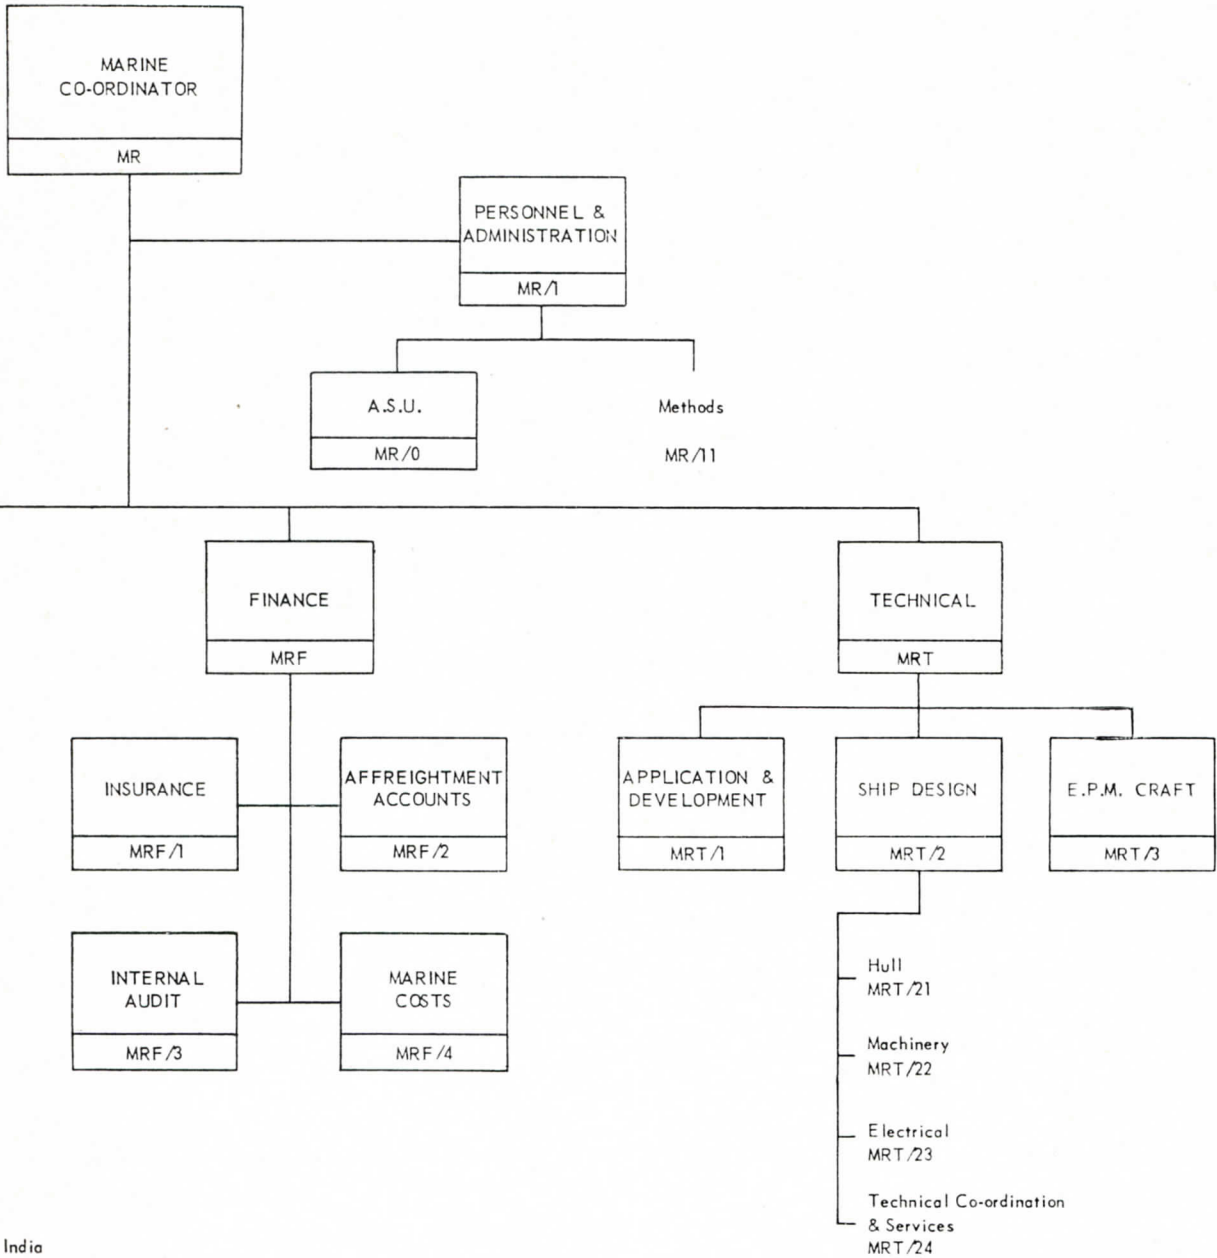 MARINE
CO-ORDINATOR
MR
PERSONNEL &
ADMINISTRATION
MR/1
A.S.U.
MR/0
Methods
MR/11
FINANCE
MRF
TECHNICAL
MRT
INSURANCE
MRF/1
AFFREIGHTMENT
ACCOUNTS
MRF/2
INTERNAL
AUDIT
MRF/3
MARINE
COSTS
MRF/4
APPLICATION &
DEVELOPMENT
MRT/1
SHIP DESIGN
MRT/2
E.P.M. CRAFT
MRT/3
Hull
MRT/21
Machinery
MRT/22
Electrical
MRT/23
Technical Co-ordination
& Services
MRT/24
India